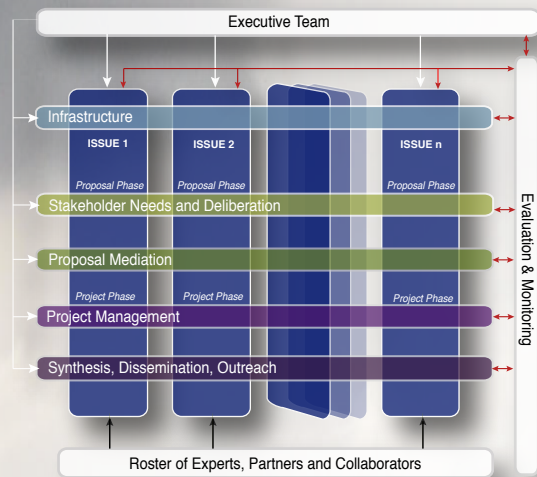 Executive Team
Infrastructure
ISSUE 1
ISSUE 2
ISSUE n
Proposal Phase
Proposal Phase
Proposal Phase
Stakeholder Needs and Deliberation
Proposal Mediation
Project Phase
Project Phase
Project Phase
Project Management
Synthesis, Dissemination, Outreach
Roster of Experts, Partners and Collaborators
Evaluation & Monitoring